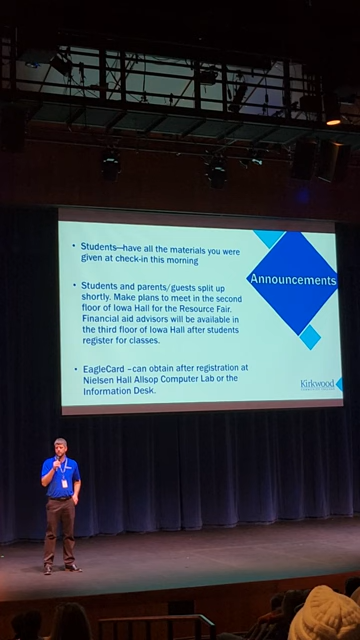 • Students—have all the materials you were
given at check-in this morning
• Students and parents/guests split up
shortly. Make plans to meet in the second
floor of Iowa Hall for the Resource Fair.
Financial aid advisors will be available in
the third floor of Iowa Hall after students
register for classes.
• EagleCard –can obtain after registration at
Nielsen Hall Allsop Computer Lab or the
Information Desk.
Announcements
Kirkwood